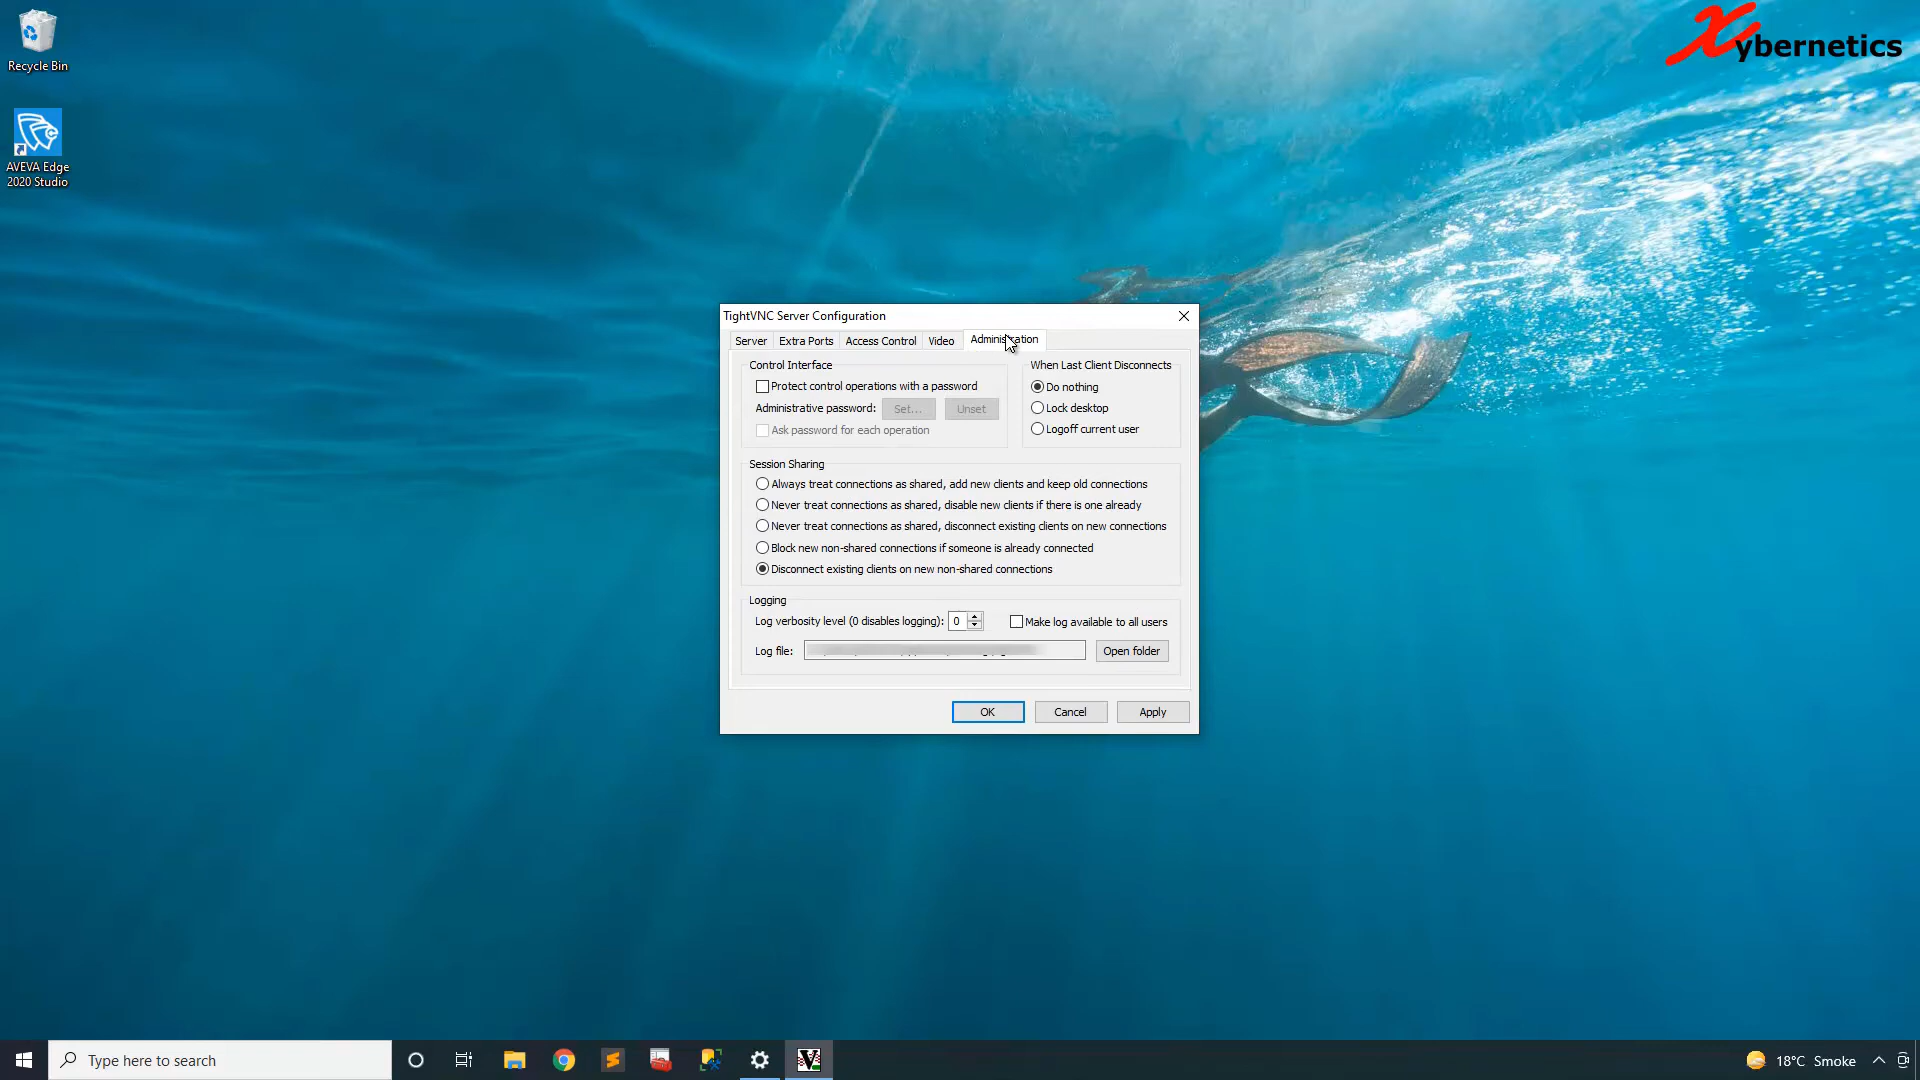 Recycle Bin
AVEVA Edge
2020 Studio
Xybernetics
TightVNC Server Configuration
Server
Extra Ports
Access Control
Video
Administration
Control Interface
Protect control operations with a password
Administrative password:
Set...
Unset
Ask password for each operation
When Last Client Disconnects
Do nothing
Lock desktop
Logoff current user
Session Sharing
Always treat connections as shared, add new clients and keep old connections
Never treat connections as shared, disable new clients if there is one already
Never treat connections as shared, disconnect existing clients on new connections
Block new non-shared connections if someone is already connected
Disconnect existing clients on new non-shared connections
Logging
Log verbosity level (0 disables logging): 0
Make log available to all users
Log file:
Open folder
OK
Cancel
Apply
Type here to search
18°C Smoke